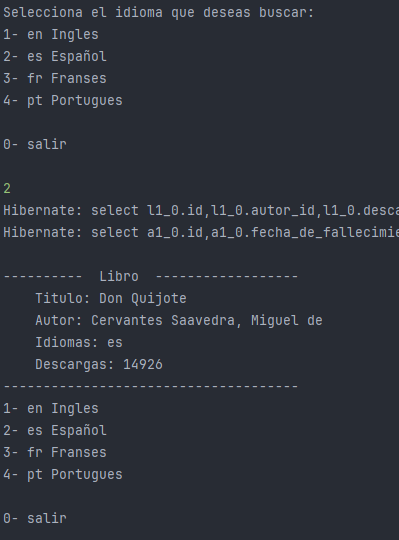 Selecciona el idioma que deseas buscar:
1- en Ingles
2- es Español
3- fr Franses
4- pt Portugues
0- salir
2
Hibernate: select l1_0.id,l1_0.autor_id,l1_0.desca
Hibernate: select a1_0.id,a1_0.fecha_de_fallecimie
----------  Libro  ------------------
Titulo: Don Quijote
Autor: Cervantes Saavedra, Miguel de
Idiomas: es
Descargas: 14926
-------------------------------------
1- en Ingles
2- es Español
3- fr Franses
4- pt Portugues
0- salir